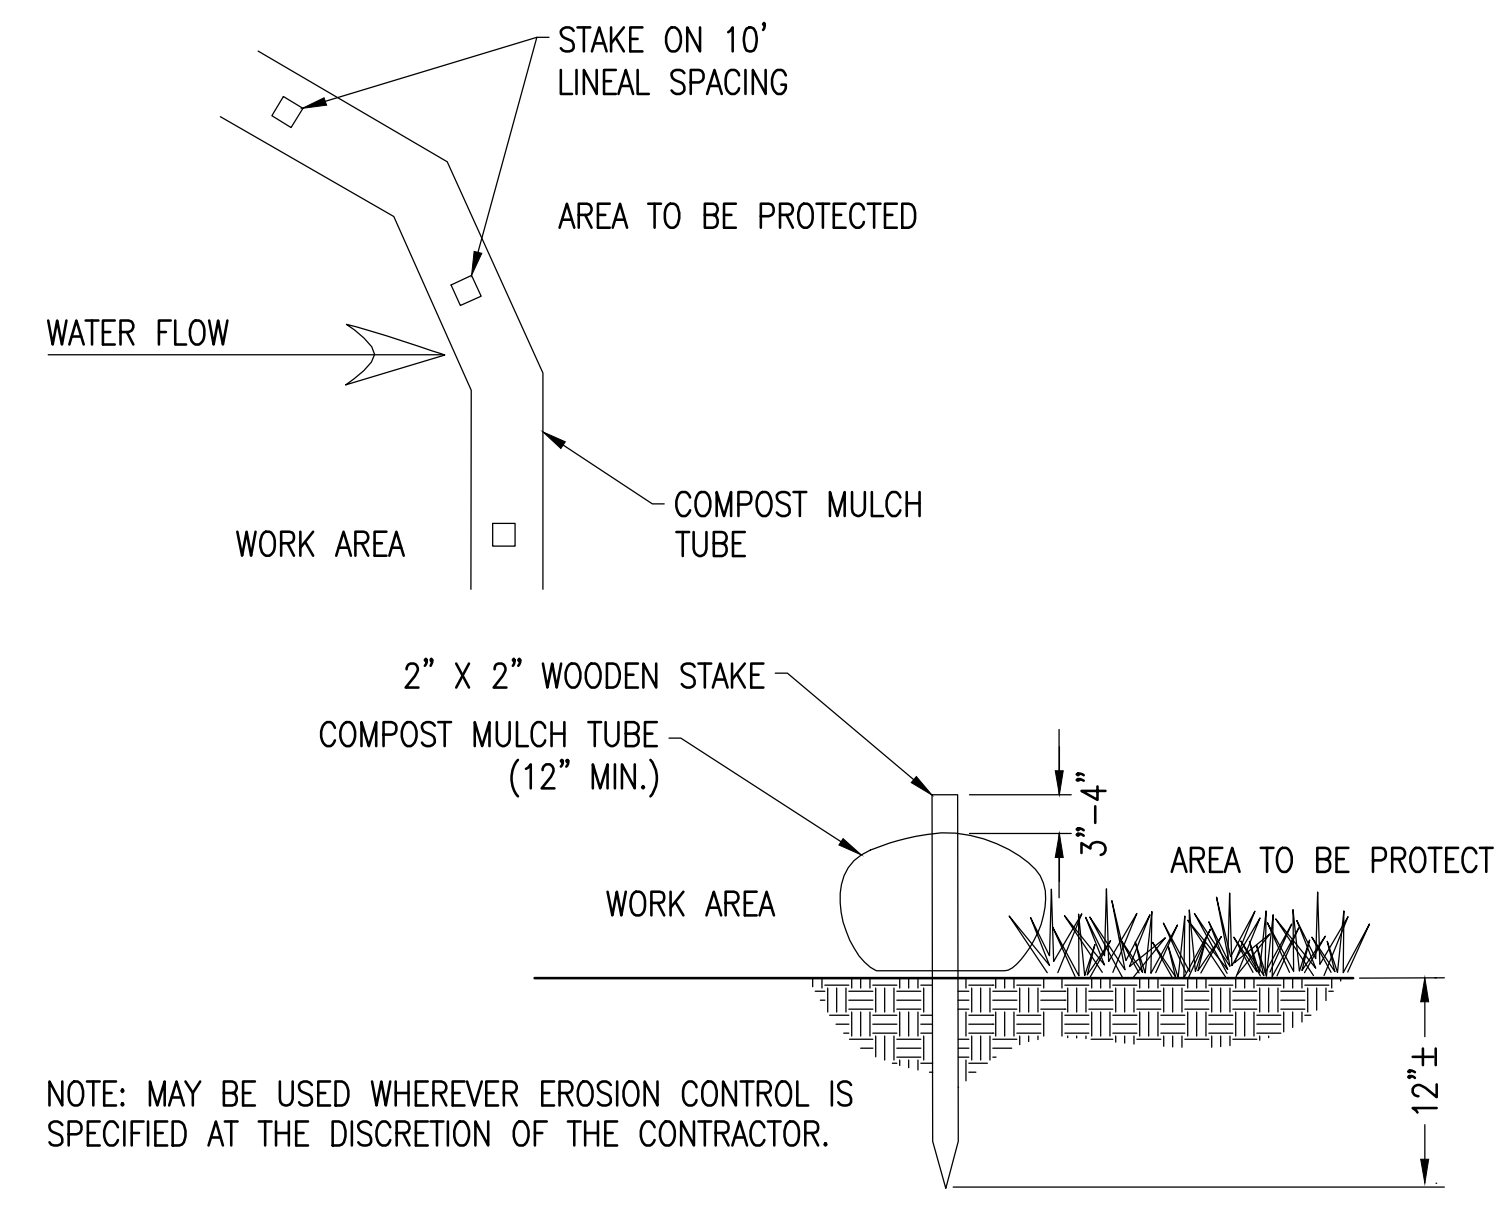 STAKE ON 10'
LINEAL SPACING
AREA TO BE PROTECTED
WATER FLOW
COMPOST MULCH
TUBE
WORK AREA
2" X 2" WOODEN STAKE
COMPOST MULCH TUBE
(12" MIN.)
3"-4"
AREA TO BE PROTECT
WORK AREA
12"±
NOTE: MAY BE USED WHEREVER EROSION CONTROL IS
SPECIFIED AT THE DISCRETION OF THE CONTRACTOR.